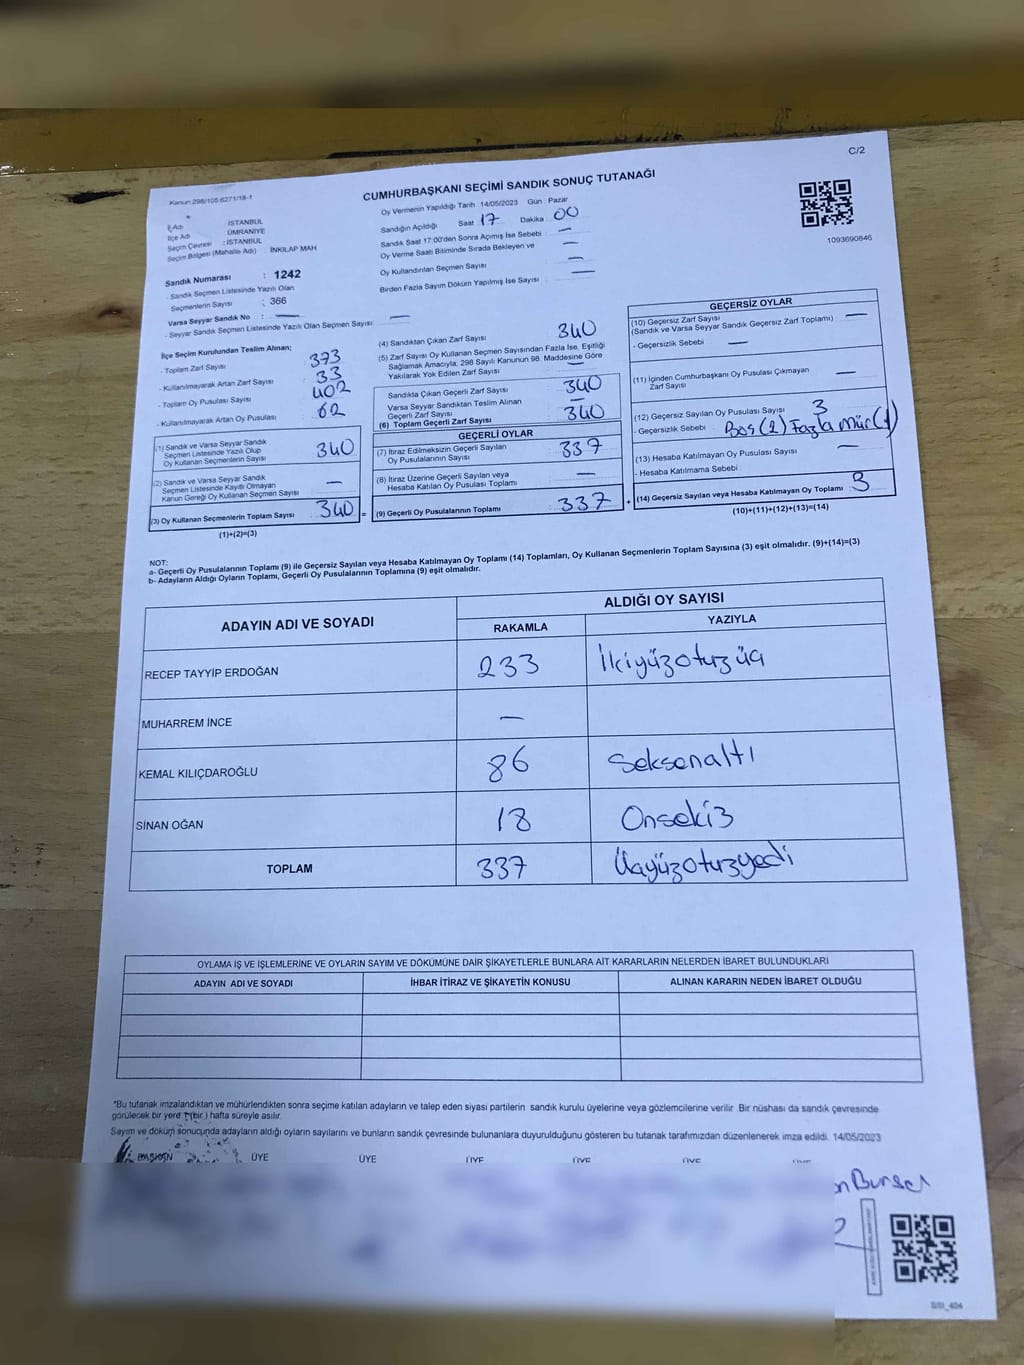 C/2
Kanun:298/105:6271/18-1
CUMHURBAŞKANI SEÇİMİ SANDIK SONUÇ TUTANAĞI
İl Adı : İSTANBUL
İlçe Adı : ÜMRANİYE
Seçim Çevresi : İSTANBUL
Seçim Bölgesi (Mahalle Adı) : İNKILAP MAH
Oy Vermenin Yapıldığı Tarih 14/05/2023 Gün : Pazar
Sandığın Açıldığı Saat 17 Dakika 00
Sandık Saat 17:00'den Sonra Açımış İse Sebebi —
Oy Verme Saati Bitiminde Sırada Bekleyen ve —
Oy Kullandırılan Seçmen Sayısı —
Birden Fazla Sayım Döküm Yapılmış İse Sayısı —
1093690846
Sandık Numarası : 1242
- Sandık Seçmen Listesinde Yazılı Olan
Seçmenlerin Sayısı : 366
Varsa Seyyar Sandık No : —
- Seyyar Sandık Seçmen Listesinde Yazılı Olan Seçmen Sayısı: —
İlçe Seçim Kurulundan Teslim Alınan;
- Toplam Zarf Sayısı 373
- Kullanılmayarak Artan Zarf Sayısı 33
- Toplam Oy Pusulası Sayısı 402
- Kullanılmayarak Artan Oy Pusulası 62
(1) Sandık ve Varsa Seyyar Sandık
Seçmen Listesinde Yazılı Olup
Oy Kullanan Seçmenlerin Sayısı 340
(2) Sandık ve Varsa Seyyar Sandık
Seçmen Listesinde Kaydı Olmayan
Kanun Gereği Oy Kullanan Seçmen Sayısı —
(3) Oy Kullanan Seçmenlerin Toplam Sayısı 340 =
(1)+(2)=(3)
(4) Sandıktan Çıkan Zarf Sayısı 340
(5) Zarf Sayısı Oy Kullanan Seçmen Sayısından Fazla İse, Eşitliği
Sağlamak Amacıyla, 298 Sayılı Kanunun 98. Maddesine Göre
Yakılarak Yok Edilen Zarf Sayısı —
Sandıkta Çıkan Geçerli Zarf Sayısı 340
Varsa Seyyar Sandıktan Teslim Alınan
Geçerli Zarf Sayısı —
(6) Toplam Geçerli Zarf Sayısı 340
GEÇERLİ OYLAR
(7) İtiraz Edilmeksizin Geçerli Sayılan
Oy Pusulalarının Sayısı 337
(8) İtiraz Üzerine Geçerli Sayılan veya
Hesaba Katılan Oy Pusulası Toplamı —
(9) Geçerli Oy Pusulalarının Toplamı 337 +
GEÇERSİZ OYLAR
(10) Geçersiz Zarf Sayısı
(Sandık ve Varsa Seyyar Sandık Geçersiz Zarf Toplamı) —
- Geçersizlik Sebebi —
(11) İçinden Cumhurbaşkanı Oy Pusulası Çıkmayan
Zarf Sayısı —
(12) Geçersiz Sayılan Oy Pusulası Sayısı 3
- Geçersizlik Sebebi : Boş (2) Fazla Mür (1)
(13) Hesaba Katılmayan Oy Pusulası Sayısı —
- Hesaba Katılmama Sebebi
(14) Geçersiz Sayılan veya Hesaba Katılmayan Oy Toplamı 3
(10)+(11)+(12)+(13)=(14)
NOT:
a- Geçerli Oy Pusulalarının Toplamı (9) ile Geçersiz Sayılan veya Hesaba Katılmayan Oy Toplamı (14) Toplamları, Oy Kullanan Seçmenlerin Toplam Sayısına (3) eşit olmalıdır. (9)+(14)=(3)
b- Adayların Aldığı Oyların Toplamı, Geçerli Oy Pusulalarının Toplamına (9) eşit olmalıdır.
ADAYIN ADI VE SOYADI ALDIĞI OY SAYISI
RAKAMLA YAZIYLA
RECEP TAYYİP ERDOĞAN 233 İkiyüzotuzüç
MUHARREM İNCE —
KEMAL KILIÇDAROĞLU 86 Seksenaltı
SİNAN OĞAN 18 Onsekiz
TOPLAM 337 Üçyüzotuzyedi
OYLAMA İŞ VE İŞLEMLERİNE VE OYLARIN SAYIM VE DÖKÜMÜNE DAİR ŞİKAYETLERLE BUNLARA AİT KARARLARIN NELERDEN İBARET BULUNDUKLARI
ADAYIN ADI VE SOYADI İHBAR İTİRAZ VE ŞİKAYETİN KONUSU ALINAN KARARIN NEDEN İBARET OLDUĞU
*Bu tutanak imzalandıktan ve mühürlendikten sonra seçime katılan adayların ve talep eden siyasi partilerin sandık kurulu üyelerine veya gözlemcilerine verilir. Bir nüshası da sandık çevresinde
görülecek bir yere 1(bir.) hafta süreyle asılır.
Sayım ve döküm sonucunda adayların aldığı oyların sayılarını ve bunların sandık çevresinde bulunanlara duyurulduğunu gösteren bu tutanak tarafımızdan düzenlenerek imza edildi. 14/05/2023
BAŞKAN ÜYE ÜYE ÜYE ÜYE ÜYE